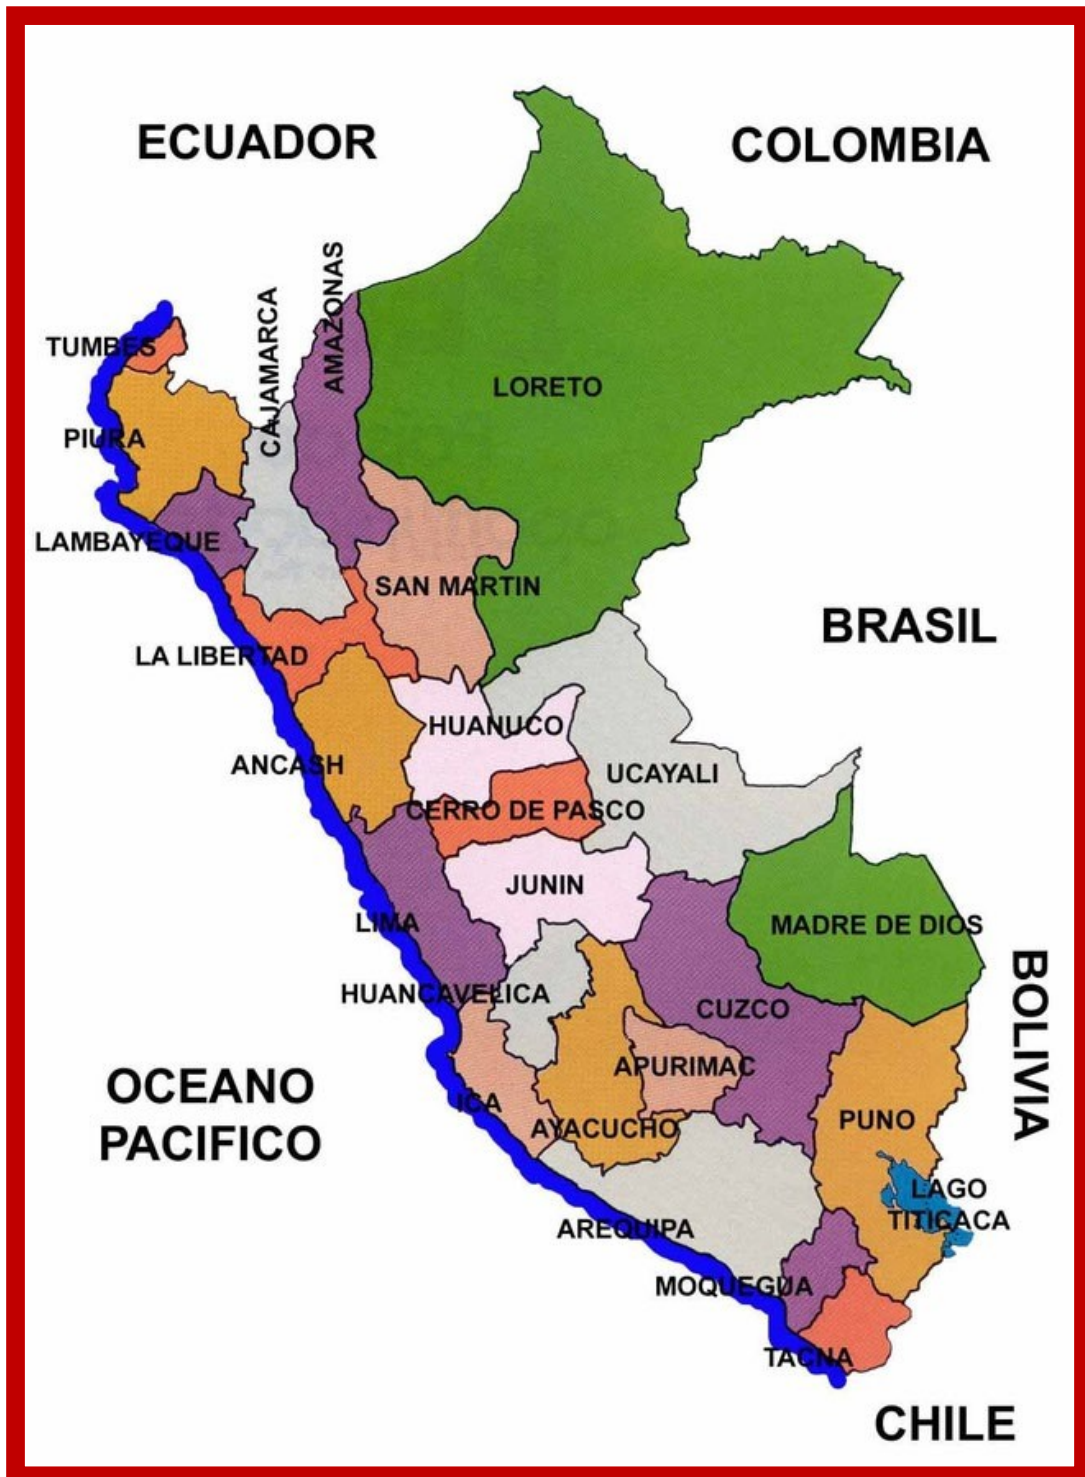 ECUADOR
COLOMBIA
AMAZONAS
CAJAMARCA
TUMBES
LORETO
PIURA
LAMBAYEQUE
SAN MARTIN
BRASIL
LA LIBERTAD
HUANUCO
ANCASH
UCAYALI
CERRO DE PASCO
JUNIN
LIMA
MADRE DE DIOS
HUANCAVELICA
CUZCO
BOLIVIA
APURIMAC
OCEANO
PACIFICO
ICA
AYACUCHO
PUNO
LAGO
TITICACA
AREQUIPA
MOQUEGUA
TACNA
CHILE